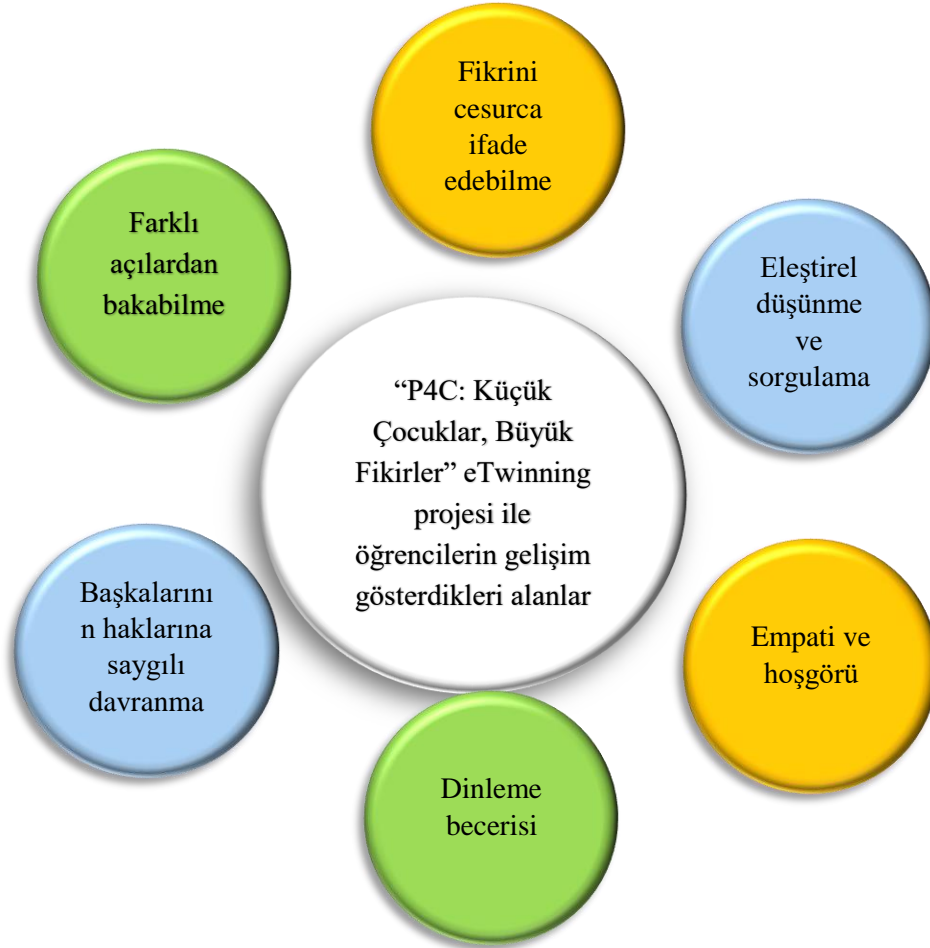 Fikrini
cesurca
ifade
edebilme
Farklı
açılardan
bakabilme
Eleştirel
düşünme
ve
sorgulama
“P4C: Küçük
Çocuklar, Büyük
Fikirler” eTwinning
projesi ile
öğrencilerin gelişim
gösterdikleri alanlar
Başkalarını
n haklarına
saygılı
davranma
Empati ve
hoşgörü
Dinleme
becerisi